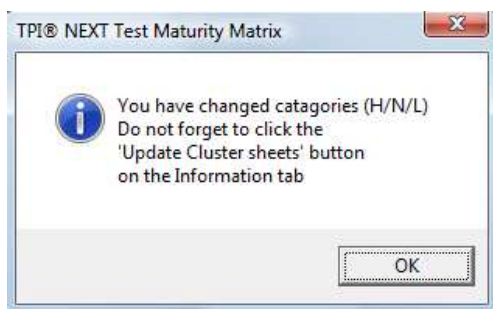 TPI® NEXT Test Maturity Matrix
You have changed catagories (H/N/L)
Do not forget to click the
'Update Cluster sheets' button
on the Information tab
OK